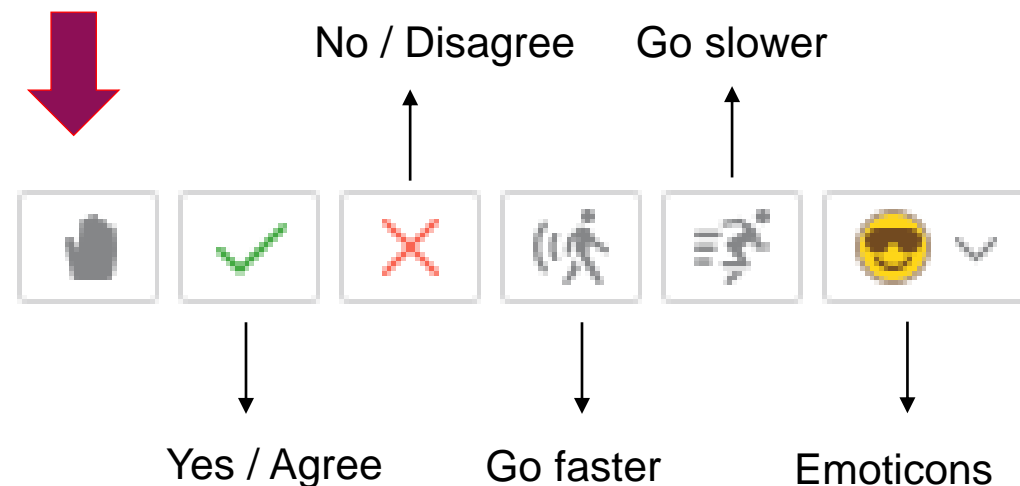 No / Disagree
Go slower
Yes / Agree
Go faster
Emoticons